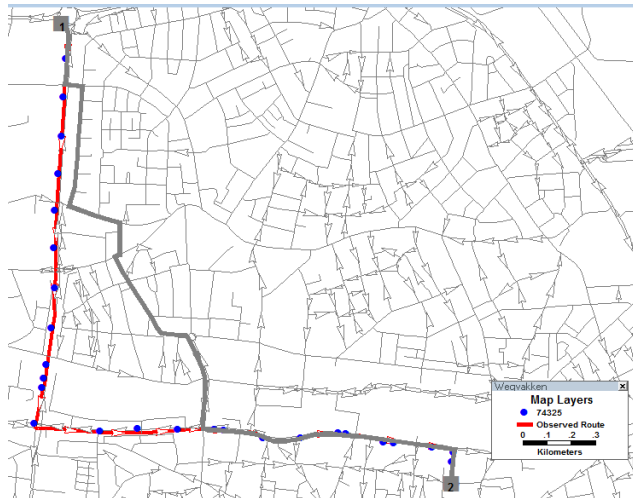 1
Wegvakken
Map Layers
74325
Observed Route
0 .1 .2 .3
Kilometers
2